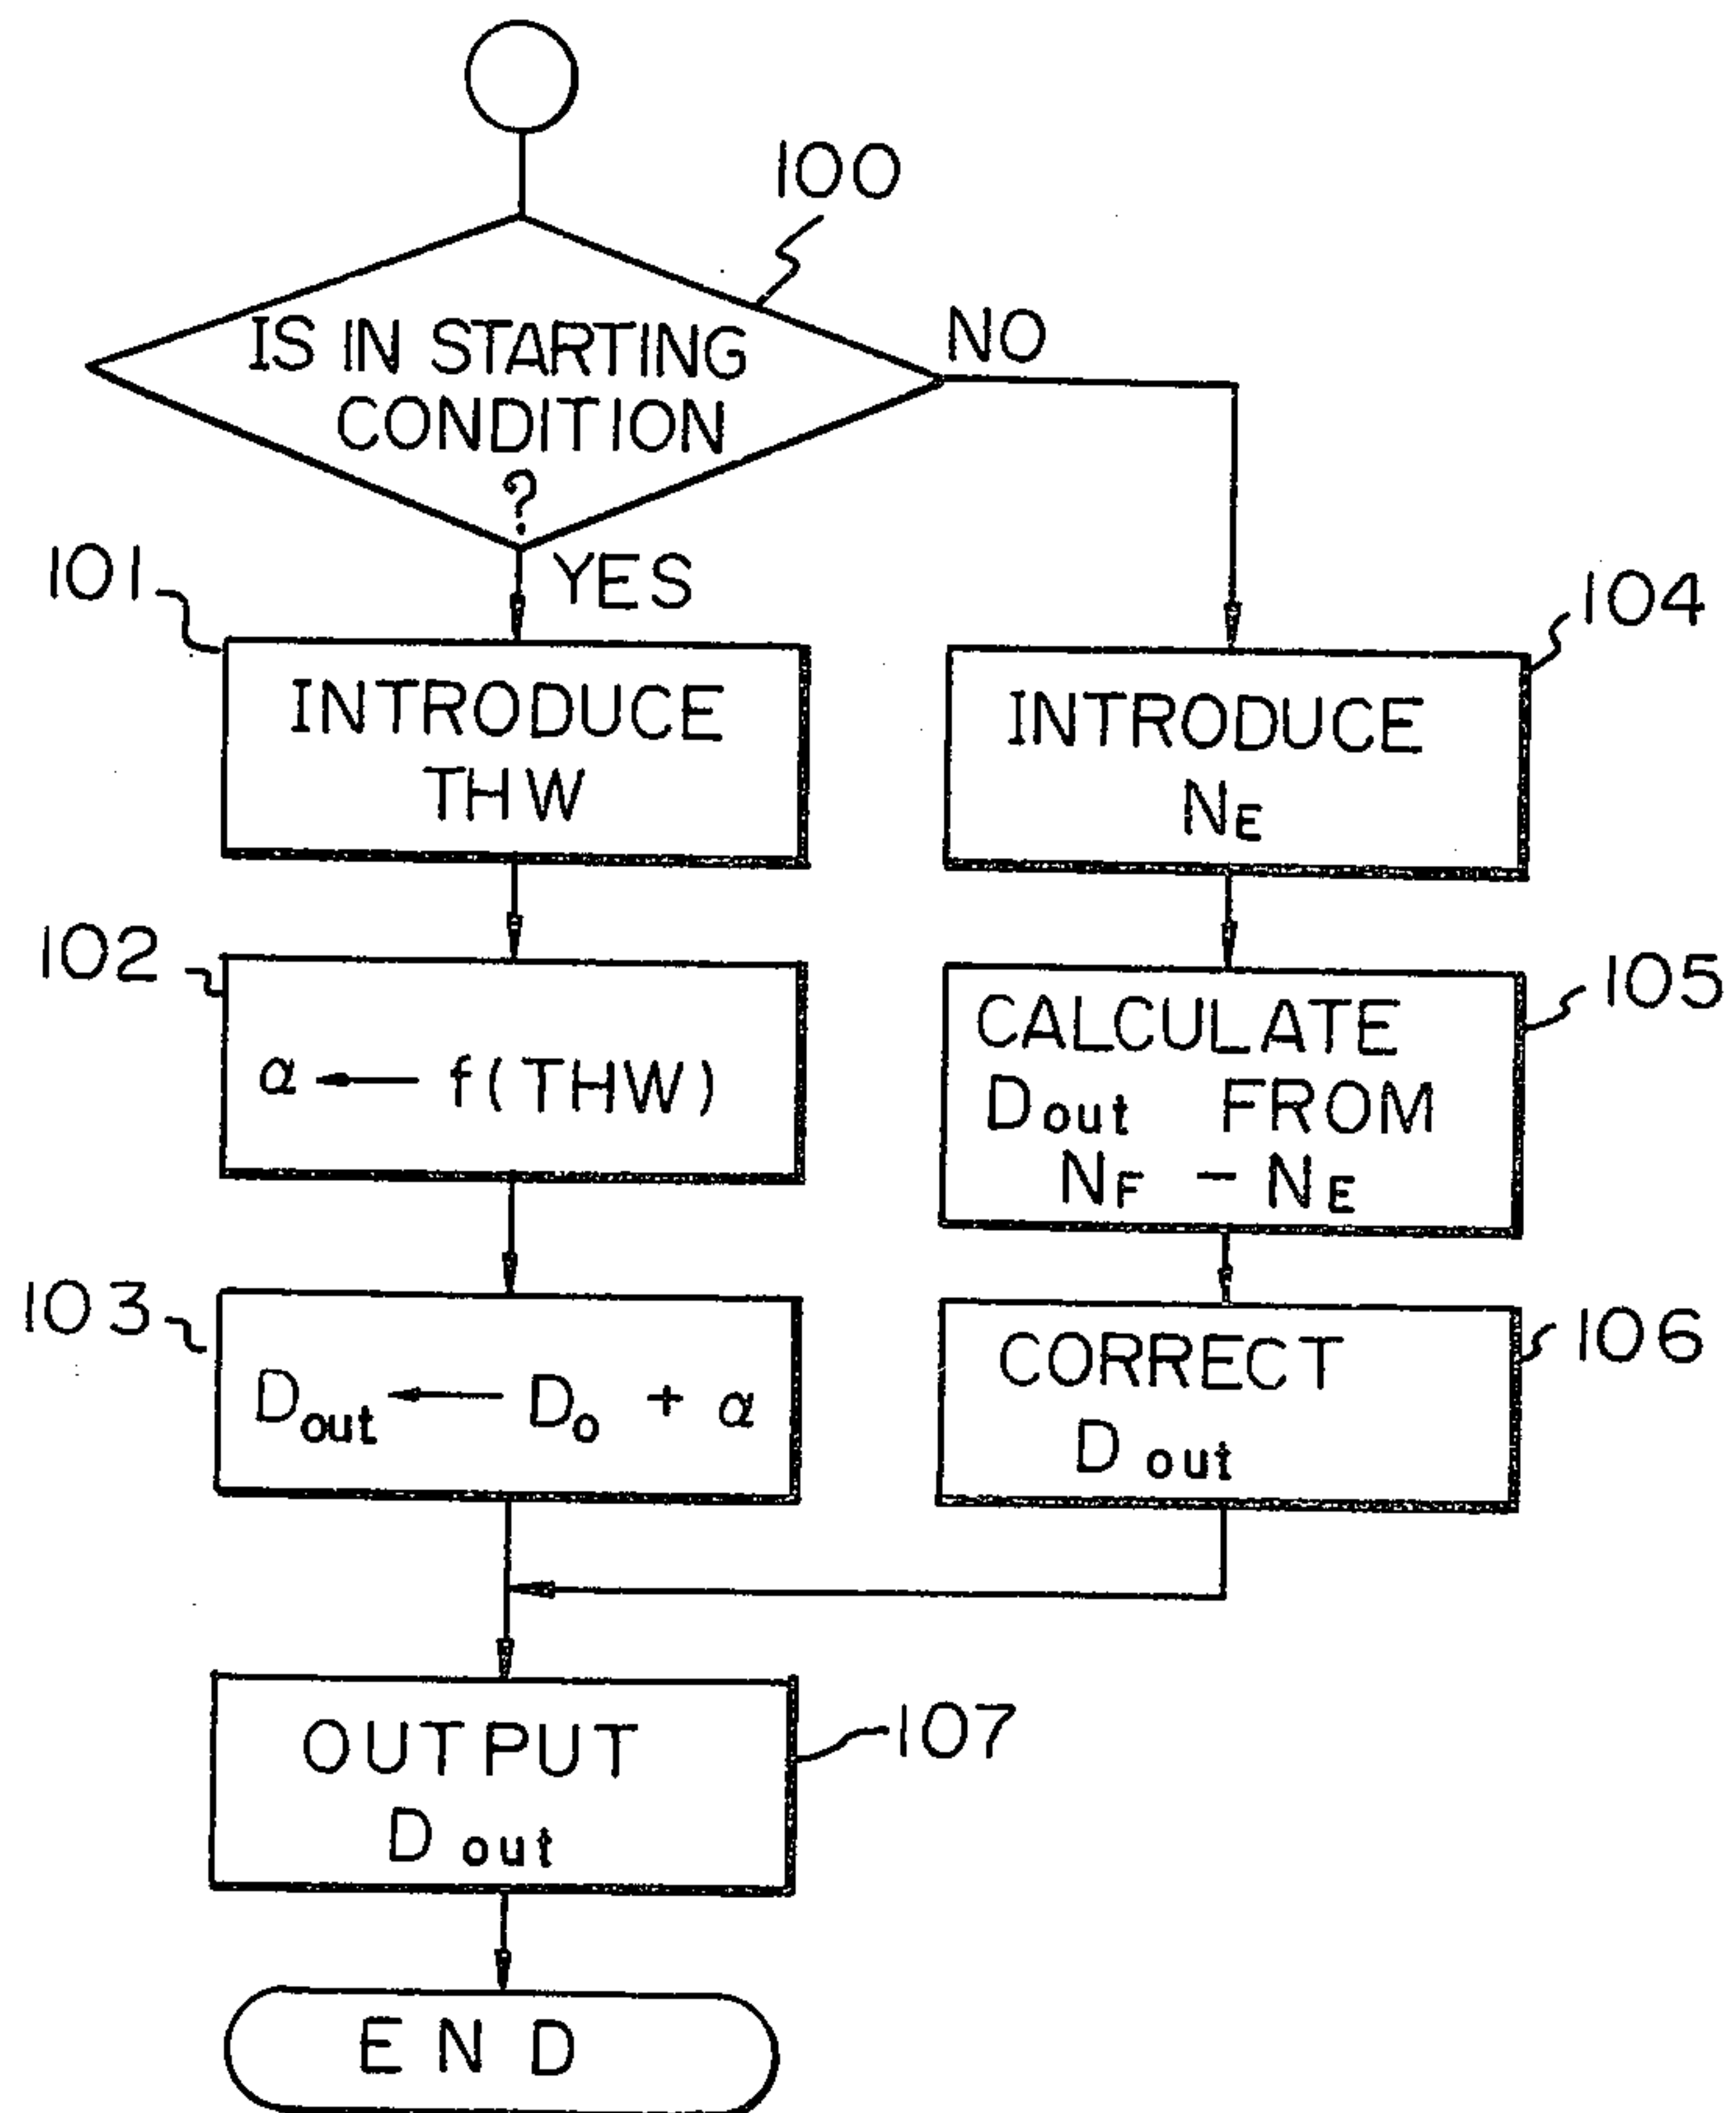 100
IS IN STARTING
CONDITION
?
NO
YES
101
INTRODUCE
THW
104
INTRODUCE
NE
102
α ← f(THW)
105
CALCULATE
Dout FROM
NF - NE
103
Dout ← Do + α
106
CORRECT
Dout
107
OUTPUT
Dout
END